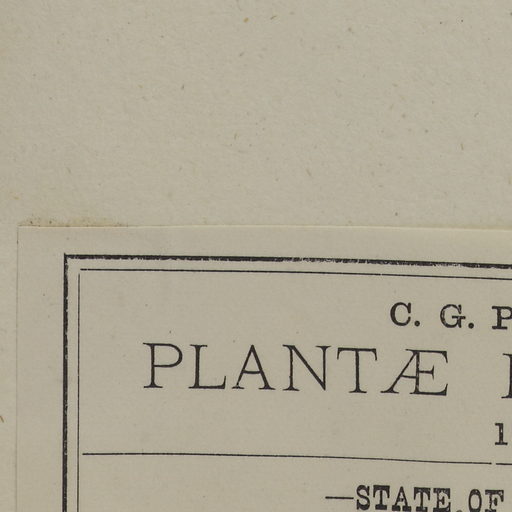 C. G. P
PLANTÆ
1
—STATE OF